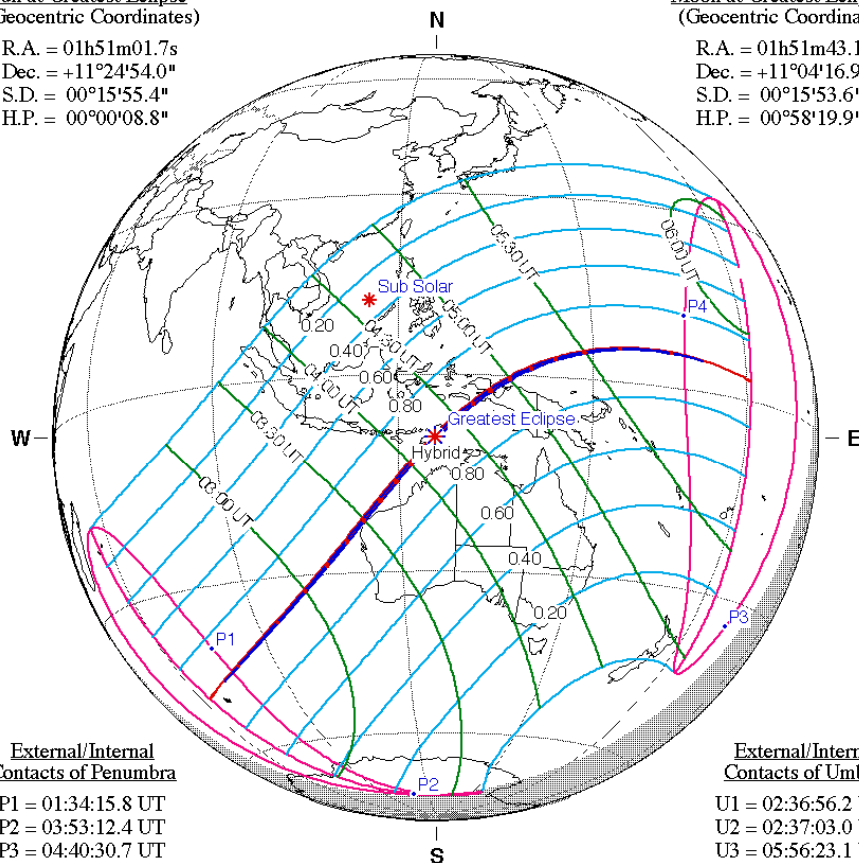 N
(Geocentric Coordinates)
R.A. = 01h51m01.7s
Dec. = +11°24'54.0"
S.D. = 00°15'55.4"
H.P. = 00°00'08.8"
R.A. = 01h51m43.1
Dec. = +11°04'16.9
S.D. = 00°15'53.6'
H.P. = 00°58'19.9'
05:30 UT
06:00 UT
Sub Solar
05:00 UT
P4
0.20
04:30 UT
0.40
0.60
04:00 UT
0.80
Greatest Eclipse
03:30 UT
W
E
Hybrid
0.80
03:00 UT
0.60
0.40
0.20
P3
P1
External/Internal
Contacts of Penumbra
P1 = 01:34:15.8 UT
P2 = 03:53:12.4 UT
P3 = 04:40:30.7 UT
P2
External/Intern
Contacts of Um
U1 = 02:36:56.2
U2 = 02:37:03.0
U3 = 05:56:23.1
S